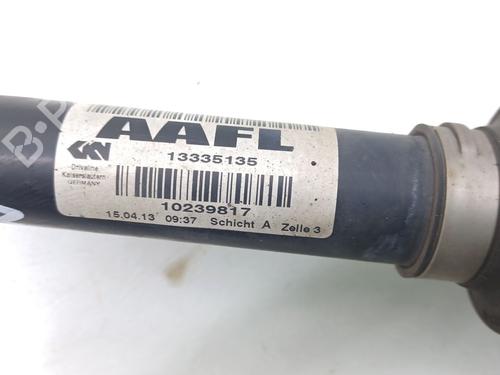 AAFL
13335135
Driveline
Kaiserslautern
GERMANY
10239817
15.04.13 09:37 Schicht A Zelle 3